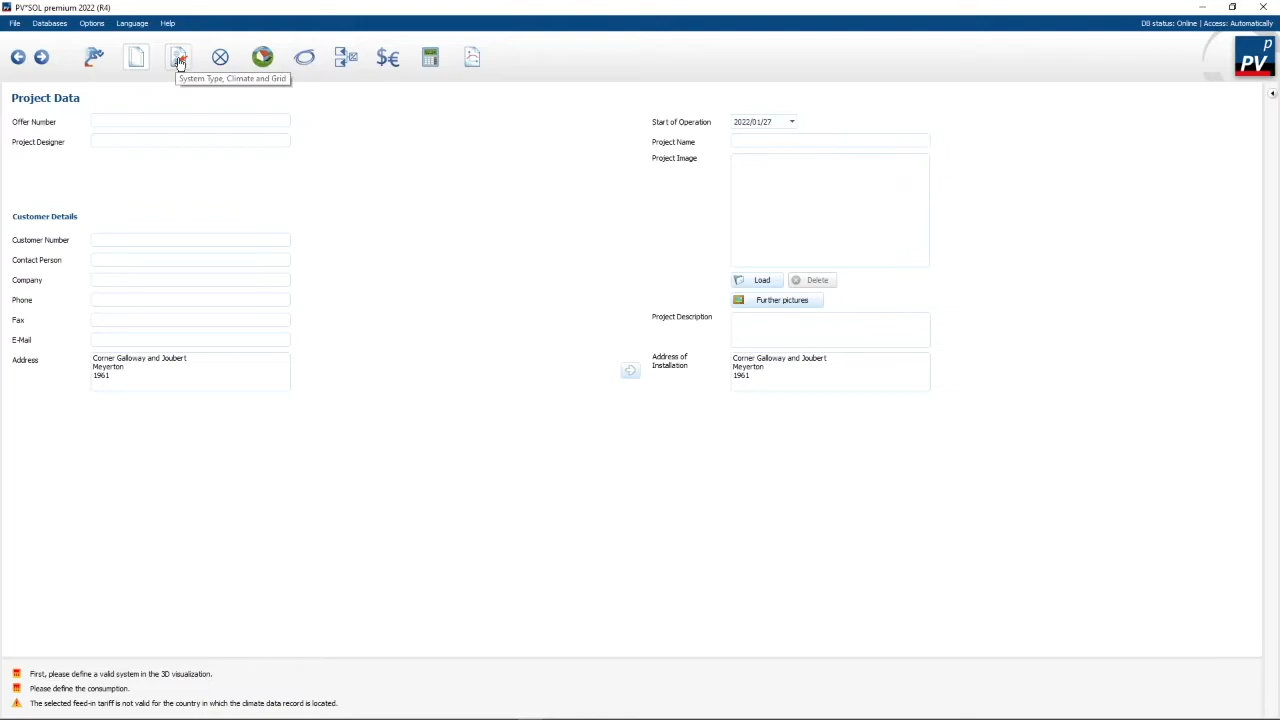 PV*SOL premium 2022 (R4)
File Databases Options Language Help
DB status: Online | Access: Automatically
$€
p
PV
System Type, Climate and Grid
Project Data
Offer Number
Project Designer
Start of Operation 2022/01/27
Project Name
Project Image
Customer Details
Customer Number
Contact Person
Company
Phone
Fax
E-Mail
Address
Corner Galloway and Joubert
Meyerton
1961
Load Delete
Further pictures
Project Description
Address of
Installation
Corner Galloway and Joubert
Meyerton
1961
First, please define a valid system in the 3D visualization.
Please define the consumption.
The selected feed-in tariff is not valid for the country in which the climate data record is located.